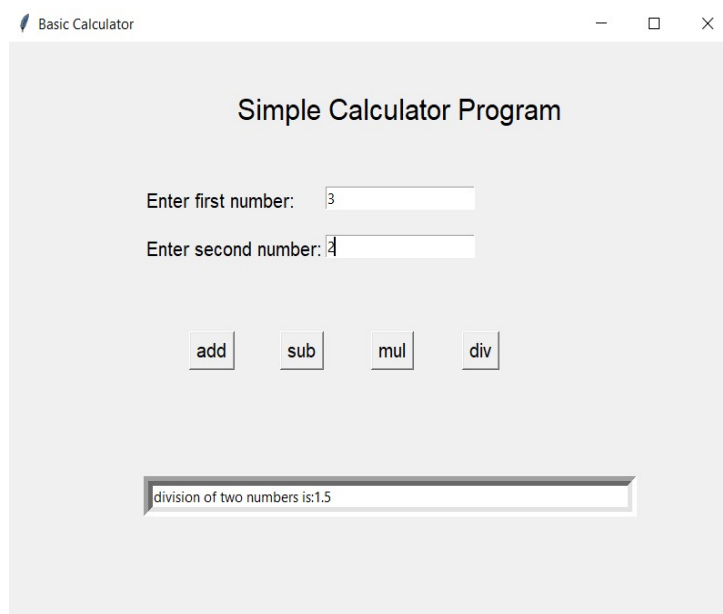 Basic Calculator
Simple Calculator Program
Enter first number: 3
Enter second number: 2
add sub mul div
division of two numbers is:1.5